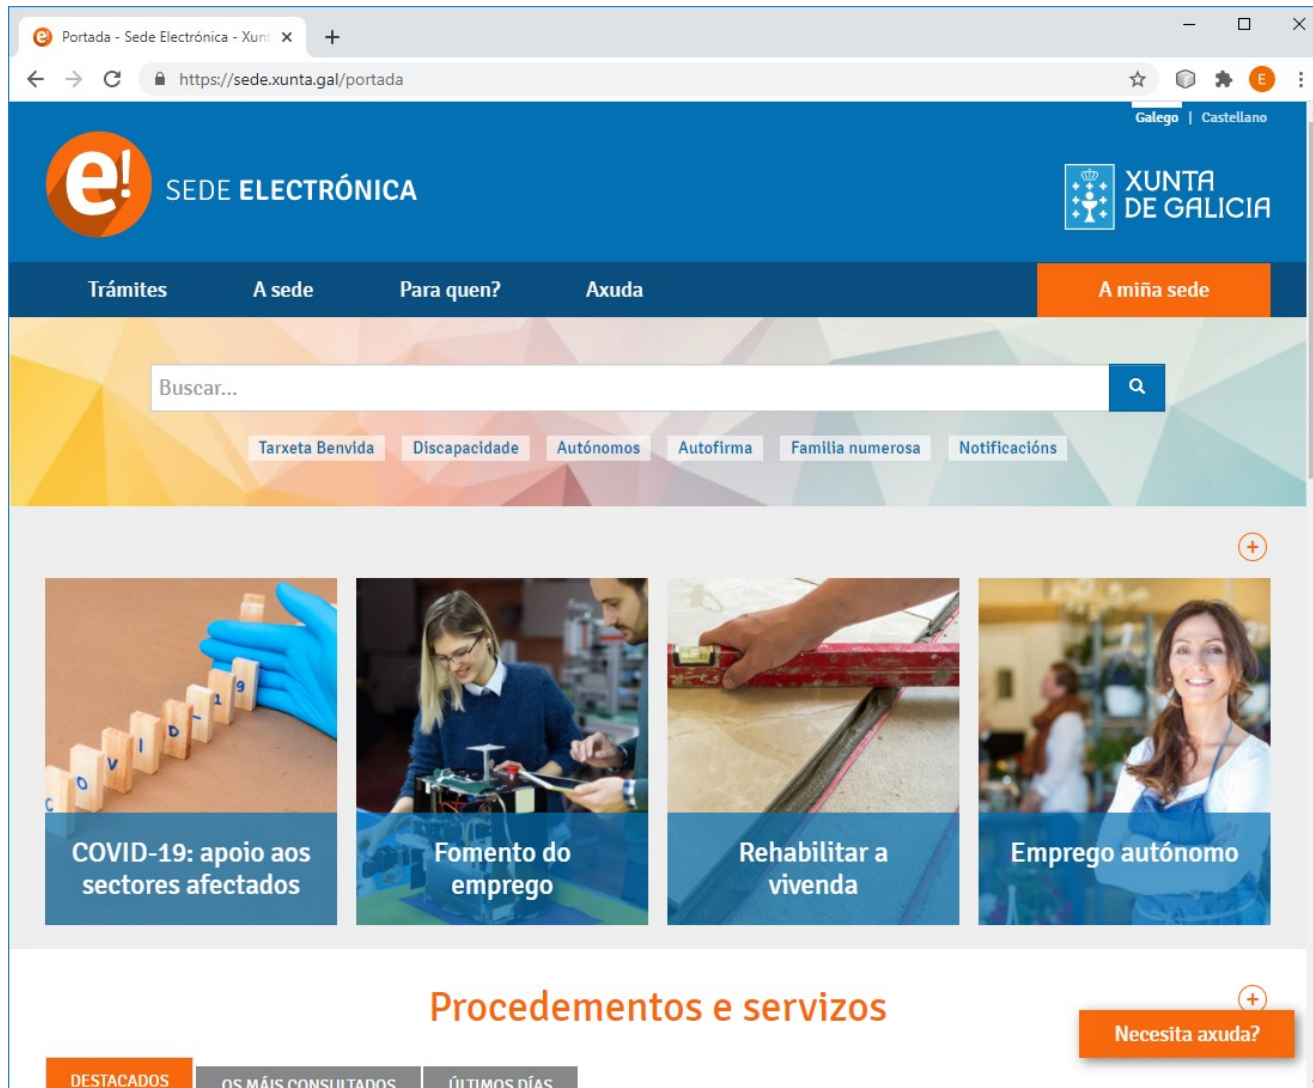 Portada - Sede Electrónica - Xunt
https://sede.xunta.gal/portada
E
Galego | Castellano
e!
SEDE ELECTRÓNICA
XUNTA
DE GALICIA
Trámites
A sede
Para quen?
Axuda
A miña sede
Buscar...
Tarxeta Benvida
Discapacidade
Autónomos
Autofirma
Familia numerosa
Notificacións
C O V I D - 1 9
COVID-19: apoio aos
sectores afectados
Fomento do
emprego
Rehabilitar a
vivenda
Emprego autónomo
Procedementos e servizos
Necesita axuda?
DESTACADOS
OS MÁIS CONSULTADOS
ÚLTIMOS DÍAS